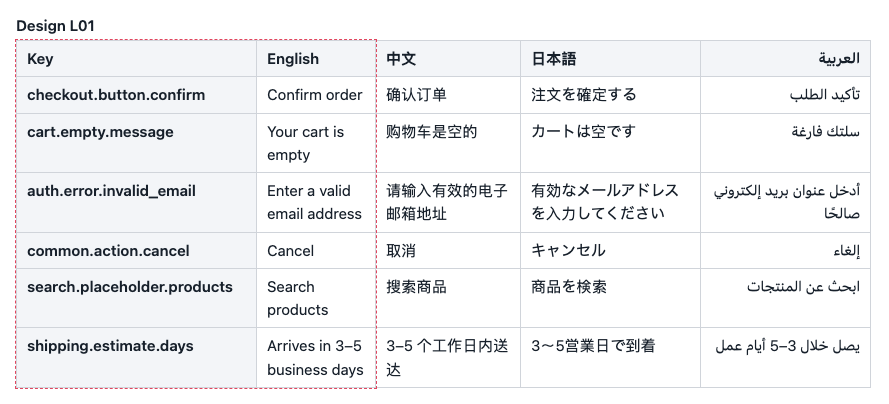 Design L01
Key English 中文 日本語 العربية
checkout.button.confirm Confirm order 确认订单 注文を確定する تأكيد الطلب
cart.empty.message Your cart is 购物车是空的 カートは空です سلتك فارغة
empty
auth.error.invalid_email Enter a valid 请输入有效的电子 有効なメールアドレス أدخل عنوان بريد إلكتروني
email address 邮箱地址 を入力してください صالحًا
common.action.cancel Cancel 取消 キャンセル إلغاء
search.placeholder.products Search 搜索商品 商品を検索 ابحث عن المنتجات
products
shipping.estimate.days Arrives in 3–5 3–5 个工作日内送 3〜5営業日で到着 يصل خلال 3–5 أيام عمل
business days 达